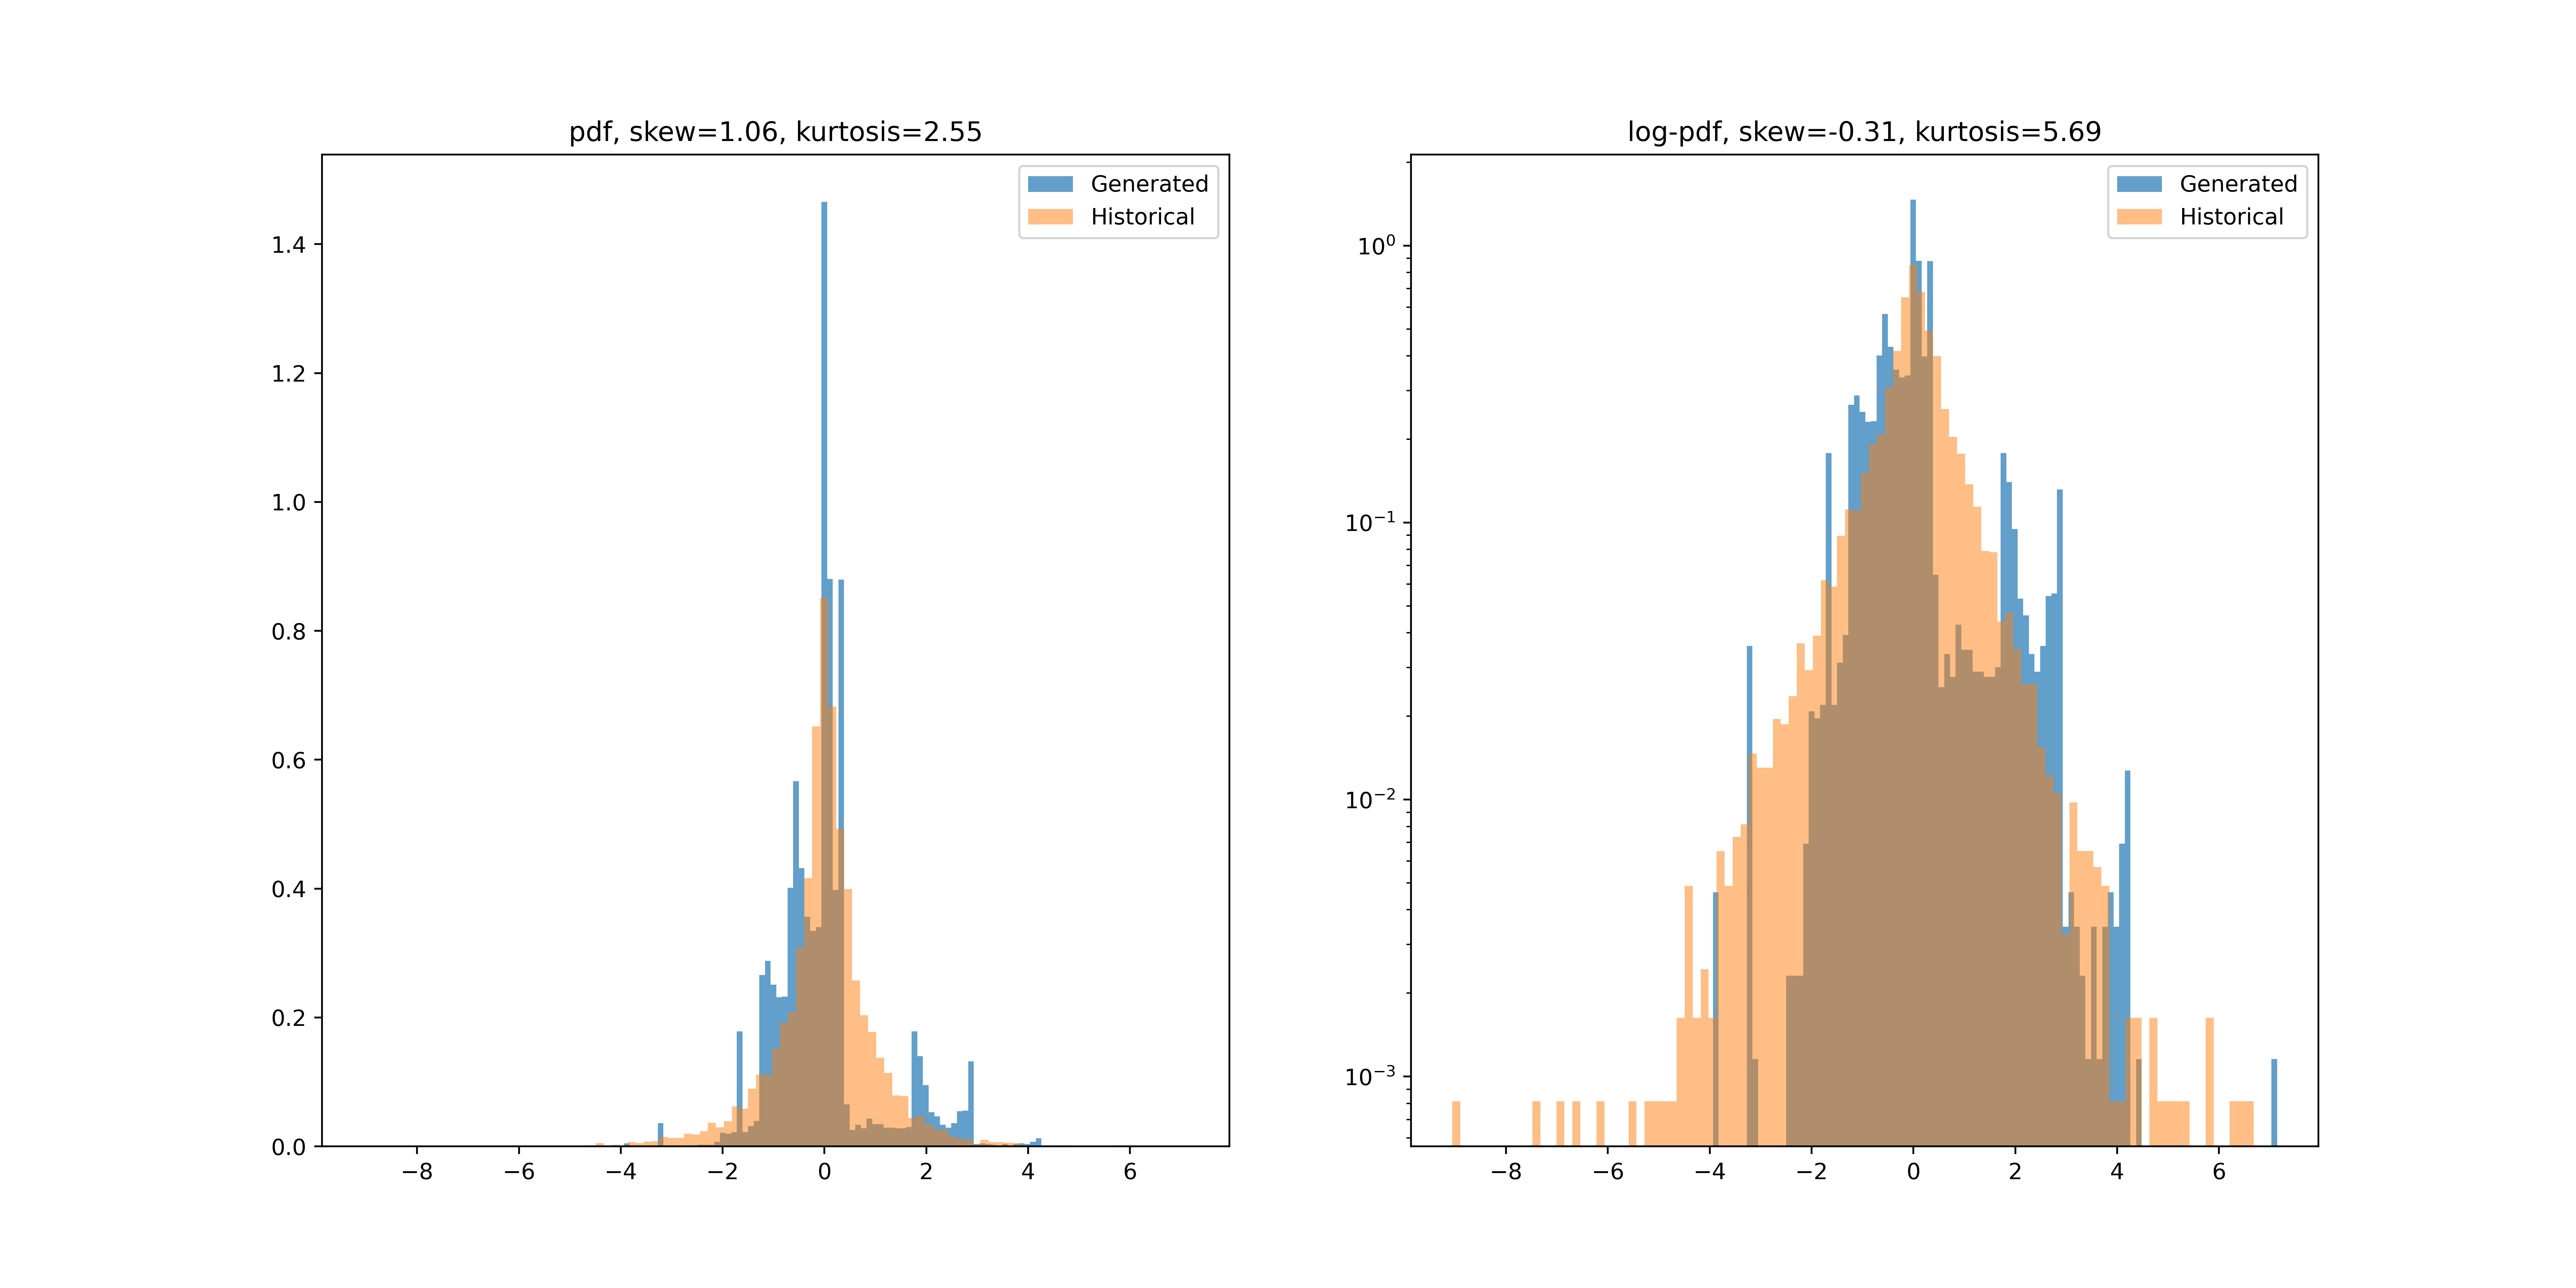 pdf, skew=1.06, kurtosis=2.55
Generated
Historical
1.4
1.2
1.0
0.8
0.6
0.4
0.2
0.0
−8 −6 −4 −2 0 2 4 6
log-pdf, skew=-0.31, kurtosis=5.69
Generated
Historical
10⁰
10⁻¹
10⁻²
10⁻³
−8 −6 −4 −2 0 2 4 6